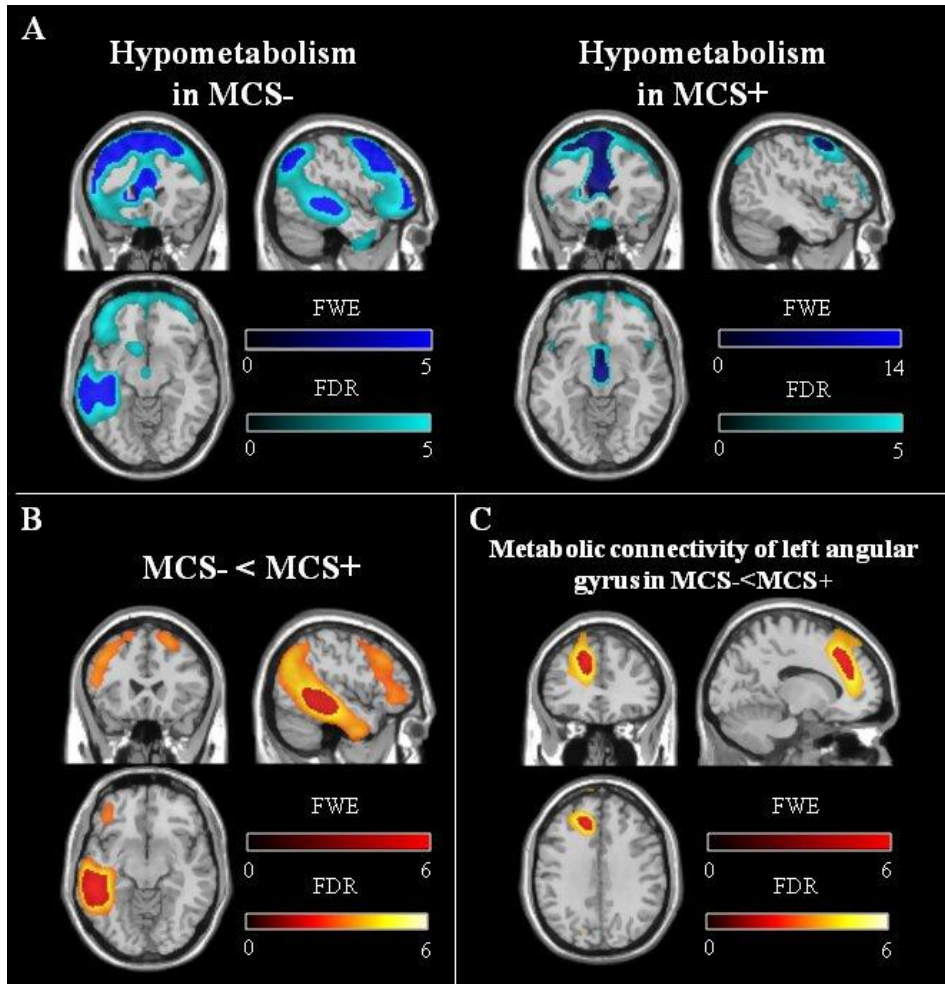 A
Hypometabolism
in MCS-
Hypometabolism
in MCS+
FWE
0 5
FDR
0 5
FWE
0 14
FDR
0 5
B
MCS- < MCS+
FWE
0 6
FDR
0 6
C
Metabolic connectivity of left angular
gyrus in MCS-<MCS+
FWE
0 6
FDR
0 6